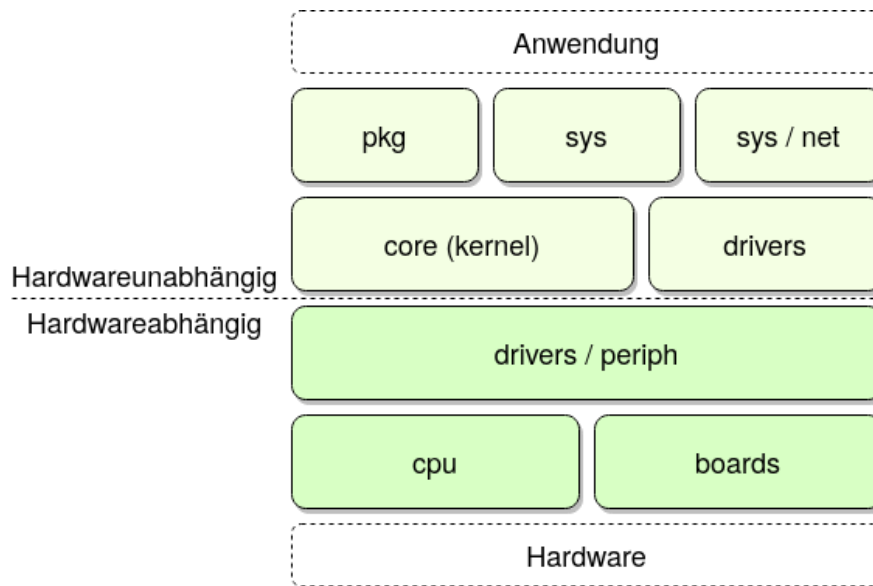 Anwendung
pkg
sys
sys / net
core (kernel)
drivers
Hardwareunabhängig
Hardwareabhängig
drivers / periph
cpu
boards
Hardware